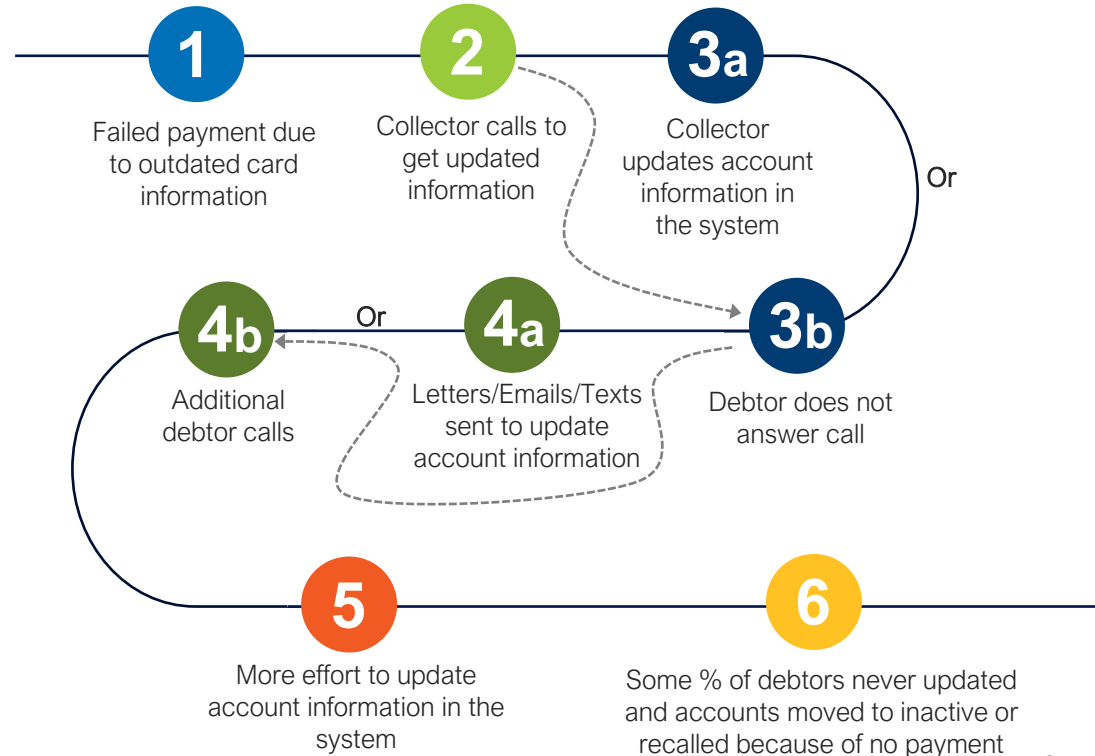 1
Failed payment due
to outdated card
information
2
Collector calls to
get updated
information
3a
Collector
updates account
information in
the system
Or
3b
Debtor does not
answer call
4a
Letters/Emails/Texts
sent to update
account information
Or
4b
Additional
debtor calls
5
More effort to update
account information in the
system
6
Some % of debtors never updated
and accounts moved to inactive or
recalled because of no payment